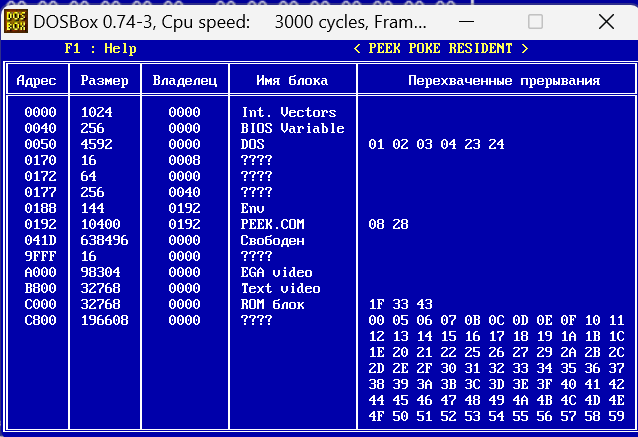 DOSBox 0.74-3, Cpu speed: 3000 cycles, Fram...
F1 : Help < PEEK POKE RESIDENT >
Адрес Размер Владелец Имя блока Перехваченные прерывания
0000 1024 0000 Int. Vectors
0040 256 0000 BIOS Variable
0050 4592 0000 DOS 01 02 03 04 23 24
0170 16 0008 ????
0172 64 0000 ????
0177 256 0040 ????
0188 144 0192 Env
0192 10400 0192 PEEK.COM 08 28
041D 638496 0000 Свободен
9FFF 16 0000 ????
A000 98304 0000 EGA video
B800 32768 0000 Text video
C000 32768 0000 ROM блок 1F 33 43
C800 196608 0000 ???? 00 05 06 07 0B 0C 0D 0E 0F 10 11
12 13 14 15 16 17 18 19 1A 1B 1C
1E 20 21 22 25 26 27 29 2A 2B 2C
2D 2E 2F 30 31 32 33 34 35 36 37
38 39 3A 3B 3C 3D 3E 3F 40 41 42
44 45 46 47 48 49 4A 4B 4C 4D 4E
4F 50 51 52 53 54 55 56 57 58 59